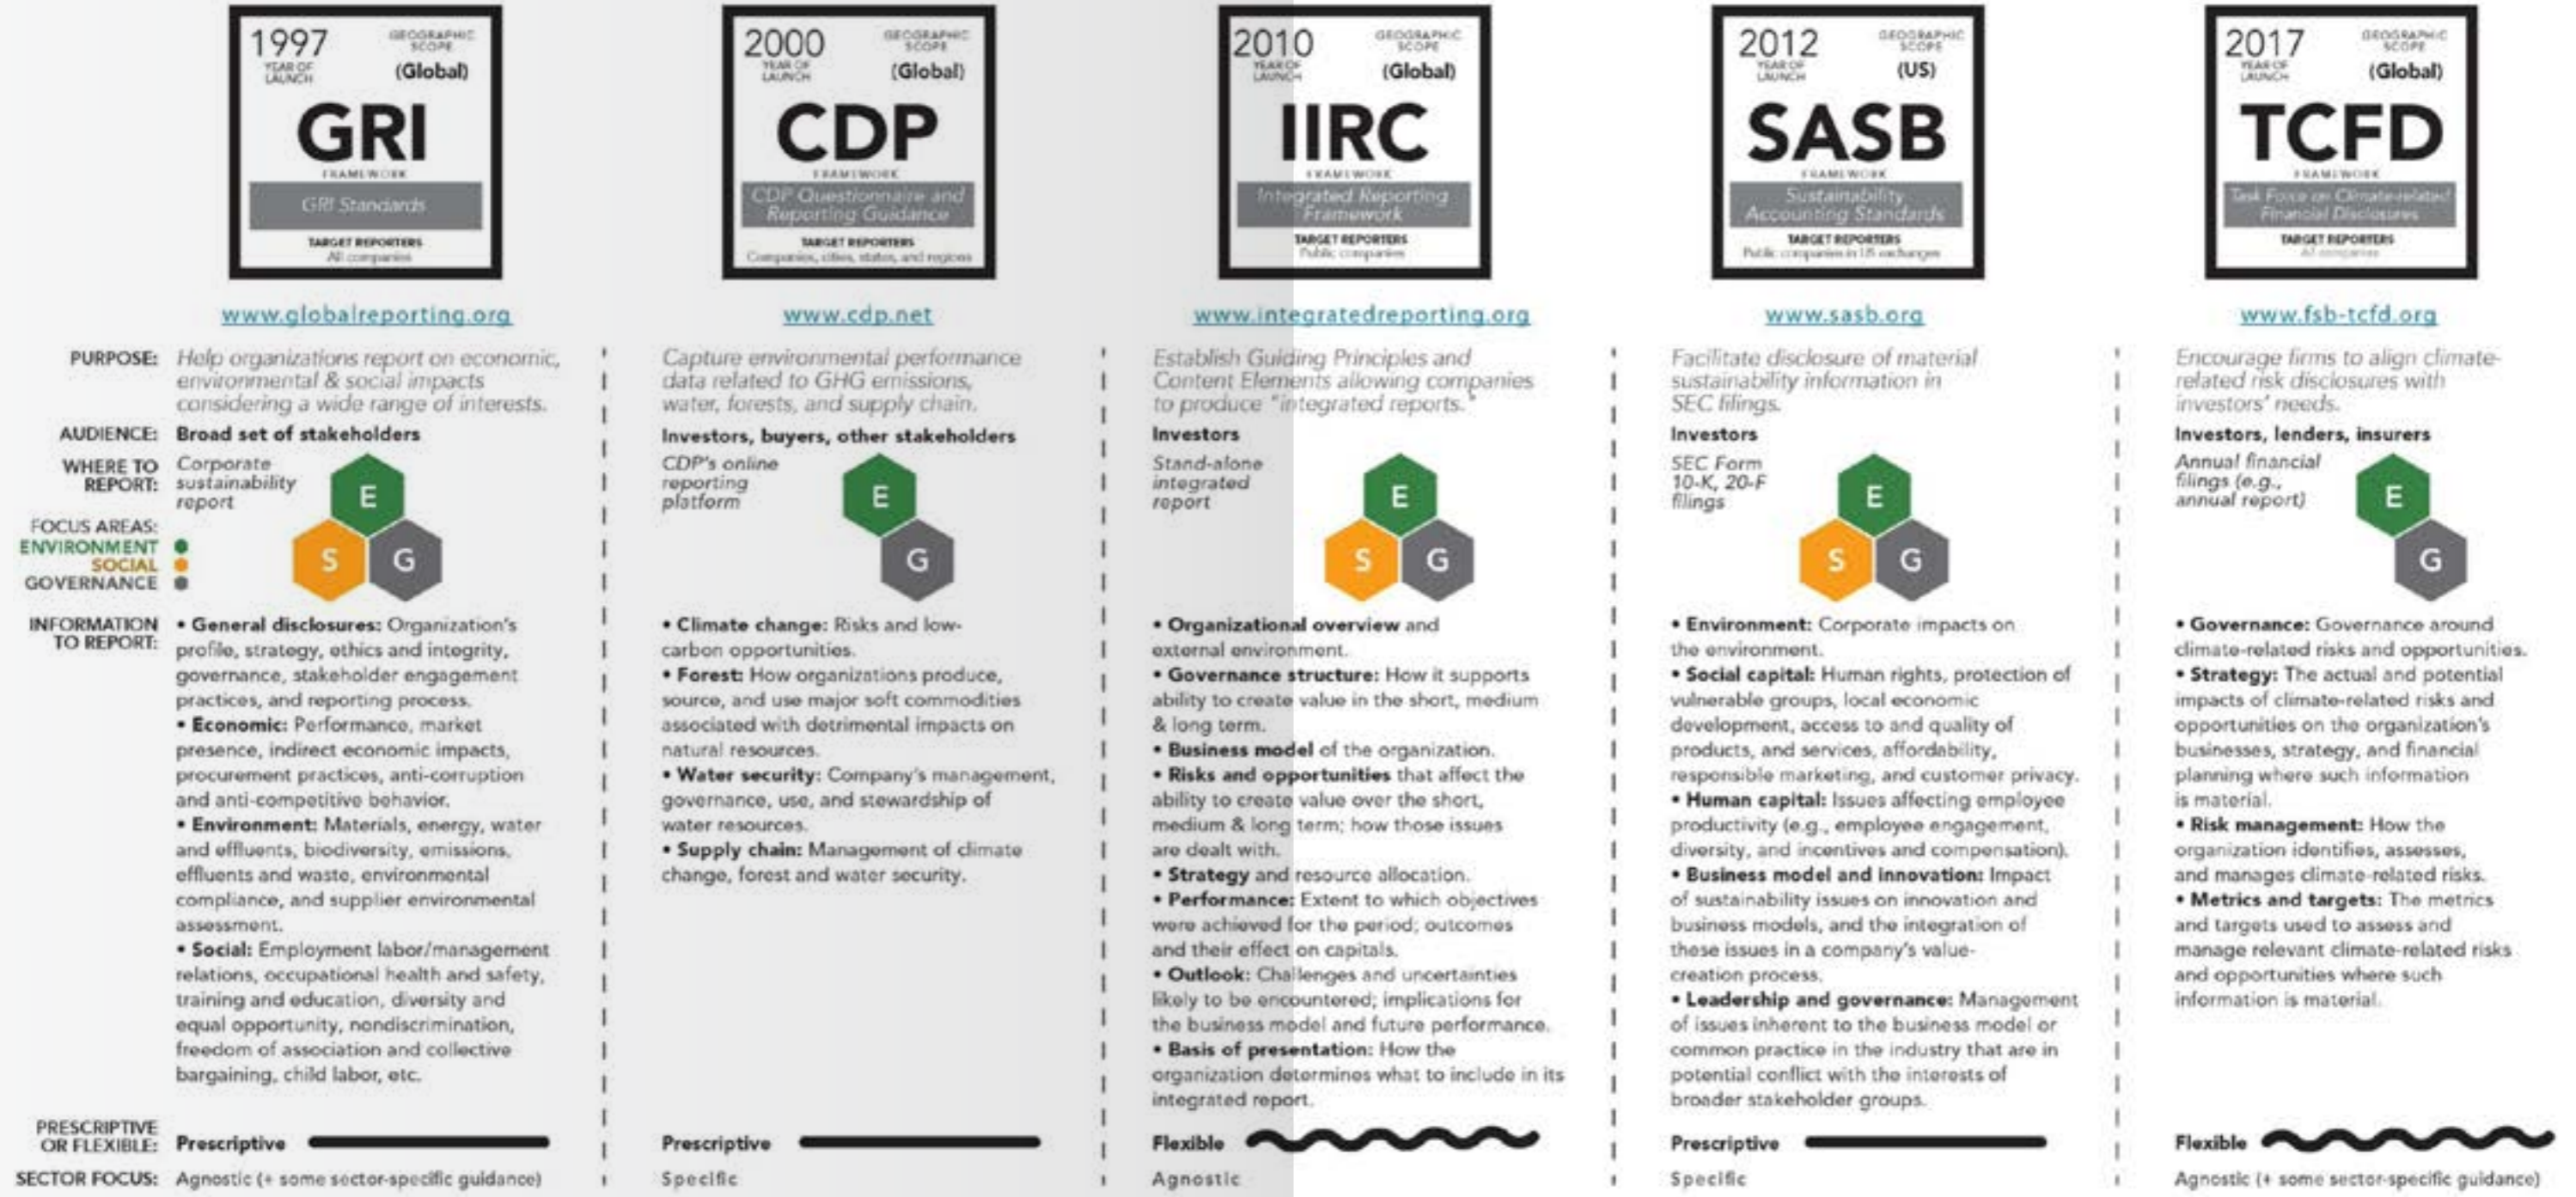 1997
YEAR OF
LAUNCH
GEOGRAPHIC
SCOPE
(Global)
GRI
FRAMEWORK
GRI Standards
TARGET REPORTERS
All companies
www.globalreporting.org
2000
YEAR OF
LAUNCH
GEOGRAPHIC
SCOPE
(Global)
CDP
FRAMEWORK
CDP Questionnaire and
Reporting Guidance
TARGET REPORTERS
Companies, cities, states, and regions
www.cdp.net
2010
YEAR OF
LAUNCH
GEOGRAPHIC
SCOPE
(Global)
IIRC
FRAMEWORK
Integrated Reporting
Framework
TARGET REPORTERS
Public companies
www.integratedreporting.org
2012
YEAR OF
LAUNCH
GEOGRAPHIC
SCOPE
(US)
SASB
FRAMEWORK
Sustainability
Accounting Standards
TARGET REPORTERS
Public companies in US exchanges
www.sasb.org
2017
YEAR OF
LAUNCH
GEOGRAPHIC
SCOPE
(Global)
TCFD
FRAMEWORK
Task Force on Climate-related
Financial Disclosures
TARGET REPORTERS
All companies
www.fsb-tcfd.org
PURPOSE:
AUDIENCE:
WHERE TO
REPORT:
FOCUS AREAS:
ENVIRONMENT
SOCIAL
GOVERNANCE
INFORMATION
TO REPORT:
PRESCRIPTIVE
OR FLEXIBLE:
SECTOR FOCUS:
Help organizations report on economic,
environmental & social impacts
considering a wide range of interests.
Broad set of stakeholders
Corporate
sustainability
report
E
S G
• General disclosures: Organization's
profile, strategy, ethics and integrity,
governance, stakeholder engagement
practices, and reporting process.
• Economic: Performance, market
presence, indirect economic impacts,
procurement practices, anti-corruption
and anti-competitive behavior.
• Environment: Materials, energy, water
and effluents, biodiversity, emissions,
effluents and waste, environmental
compliance, and supplier environmental
assessment.
• Social: Employment labor/management
relations, occupational health and safety,
training and education, diversity and
equal opportunity, nondiscrimination,
freedom of association and collective
bargaining, child labor, etc.
Prescriptive
Agnostic (+ some sector-specific guidance)
Capture environmental performance
data related to GHG emissions,
water, forests, and supply chain.
Investors, buyers, other stakeholders
CDP's online
reporting
platform
E
G
• Climate change: Risks and low-
carbon opportunities.
• Forest: How organizations produce,
source, and use major soft commodities
associated with detrimental impacts on
natural resources.
• Water security: Company's management,
governance, use, and stewardship of
water resources.
• Supply chain: Management of climate
change, forest and water security.
Prescriptive
Specific
Establish Guiding Principles and
Content Elements allowing companies
to produce "integrated reports."
Investors
Stand-alone
integrated
report
E
S G
• Organizational overview and
external environment.
• Governance structure: How it supports
ability to create value in the short, medium
& long term.
• Business model of the organization.
• Risks and opportunities that affect the
ability to create value over the short,
medium & long term; how those issues
are dealt with.
• Strategy and resource allocation.
• Performance: Extent to which objectives
were achieved for the period; outcomes
and their effect on capitals.
• Outlook: Challenges and uncertainties
likely to be encountered; implications for
the business model and future performance.
• Basis of presentation: How the
organization determines what to include in its
integrated report.
Flexible
Agnostic
Facilitate disclosure of material
sustainability information in
SEC filings.
Investors
SEC Form
10-K, 20-F
filings
E
S G
• Environment: Corporate impacts on
the environment.
• Social capital: Human rights, protection of
vulnerable groups, local economic
development, access to and quality of
products, and services, affordability,
responsible marketing, and customer privacy.
• Human capital: Issues affecting employee
productivity (e.g., employee engagement,
diversity, and incentives and compensation).
• Business model and innovation: Impact
of sustainability issues on innovation and
business models, and the integration of
these issues in a company's value-
creation process.
• Leadership and governance: Management
of issues inherent to the business model or
common practice in the industry that are in
potential conflict with the interests of
broader stakeholder groups.
Prescriptive
Specific
Encourage firms to align climate-
related risk disclosures with
investors' needs.
Investors, lenders, insurers
Annual financial
filings (e.g.,
annual report)
E
G
• Governance: Governance around
climate-related risks and opportunities.
• Strategy: The actual and potential
impacts of climate-related risks and
opportunities on the organization's
businesses, strategy, and financial
planning where such information
is material.
• Risk management: How the
organization identifies, assesses,
and manages climate-related risks.
• Metrics and targets: The metrics
and targets used to assess and
manage relevant climate-related risks
and opportunities where such
information is material.
Flexible
Agnostic (+ some sector-specific guidance)